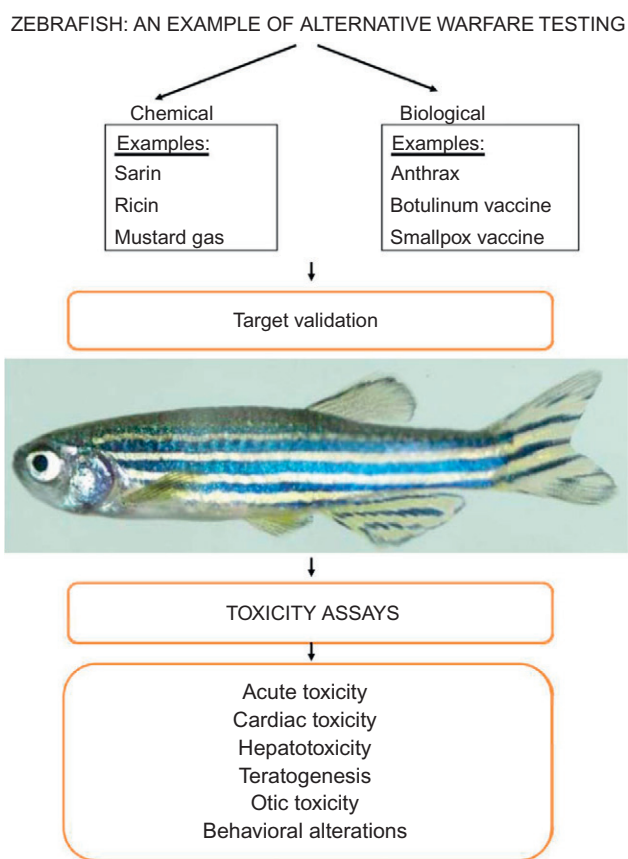 ZEBRAFISH: AN EXAMPLE OF ALTERNATIVE WARFARE TESTING
Chemical
Examples:
Sarin
Ricin
Mustard gas
Biological
Examples:
Anthrax
Botulinum vaccine
Smallpox vaccine
Target validation
TOXICITY ASSAYS
Acute toxicity
Cardiac toxicity
Hepatotoxicity
Teratogenesis
Otic toxicity
Behavioral alterations